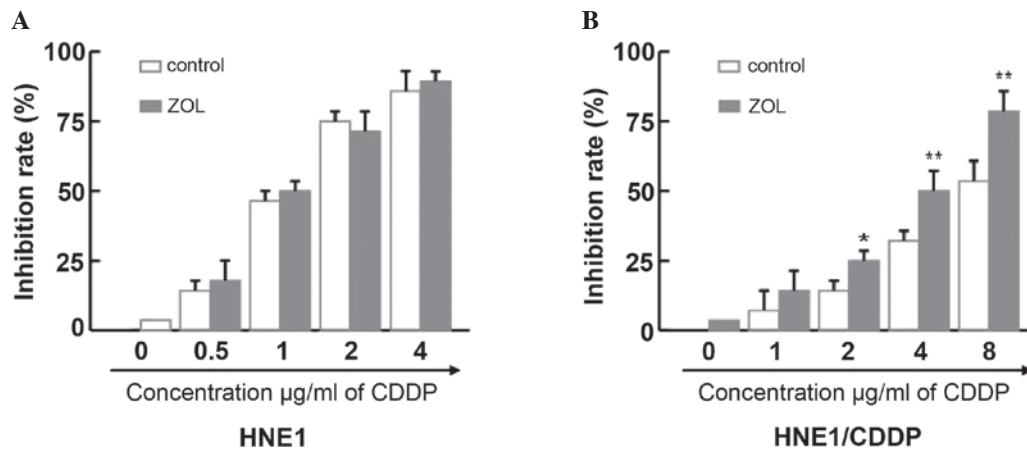 A
100
75
50
25
0
Inhibition rate (%)
control
ZOL
0 0.5 1 2 4
Concentration µg/ml of CDDP
HNE1
B
100
75
50
25
0
Inhibition rate (%)
control
ZOL
*
**
**
0 1 2 4 8
Concentration µg/ml of CDDP
HNE1/CDDP